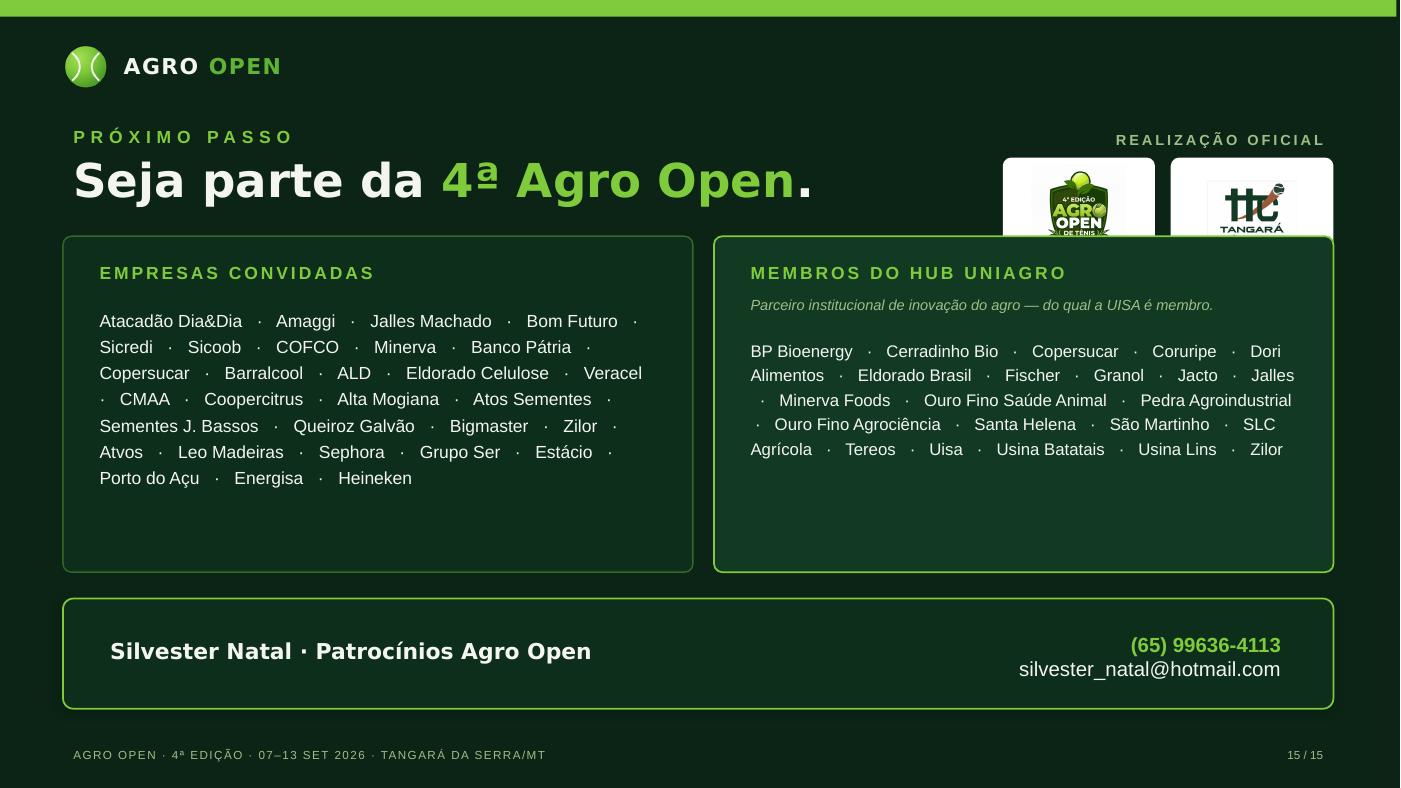 AGRO OPEN
PRÓXIMO PASSO
Seja parte da 4ª Agro Open.
REALIZAÇÃO OFICIAL
4ª EDIÇÃO
AGRO
OPEN
DE TÊNIS
ttc
TANGARÁ
EMPRESAS CONVIDADAS
Atacadão Dia&Dia · Amaggi · Jalles Machado · Bom Futuro ·
Sicredi · Sicoob · COFCO · Minerva · Banco Pátria ·
Copersucar · Barralcool · ALD · Eldorado Celulose · Veracel
· CMAA · Coopercitrus · Alta Mogiana · Atos Sementes ·
Sementes J. Bassos · Queiroz Galvão · Bigmaster · Zilor ·
Atvos · Leo Madeiras · Sephora · Grupo Ser · Estácio ·
Porto do Açu · Energisa · Heineken
MEMBROS DO HUB UNIAGRO
Parceiro institucional de inovação do agro — do qual a UISA é membro.
BP Bioenergy · Cerradinho Bio · Copersucar · Coruripe · Dori
Alimentos · Eldorado Brasil · Fischer · Granol · Jacto · Jalles
· Minerva Foods · Ouro Fino Saúde Animal · Pedra Agroindustrial
· Ouro Fino Agrociência · Santa Helena · São Martinho · SLC
Agrícola · Tereos · Uisa · Usina Batatais · Usina Lins · Zilor
Silvester Natal · Patrocínios Agro Open
(65) 99636-4113
silvester_natal@hotmail.com
AGRO OPEN · 4ª EDIÇÃO · 07–13 SET 2026 · TANGARÁ DA SERRA/MT
15 / 15